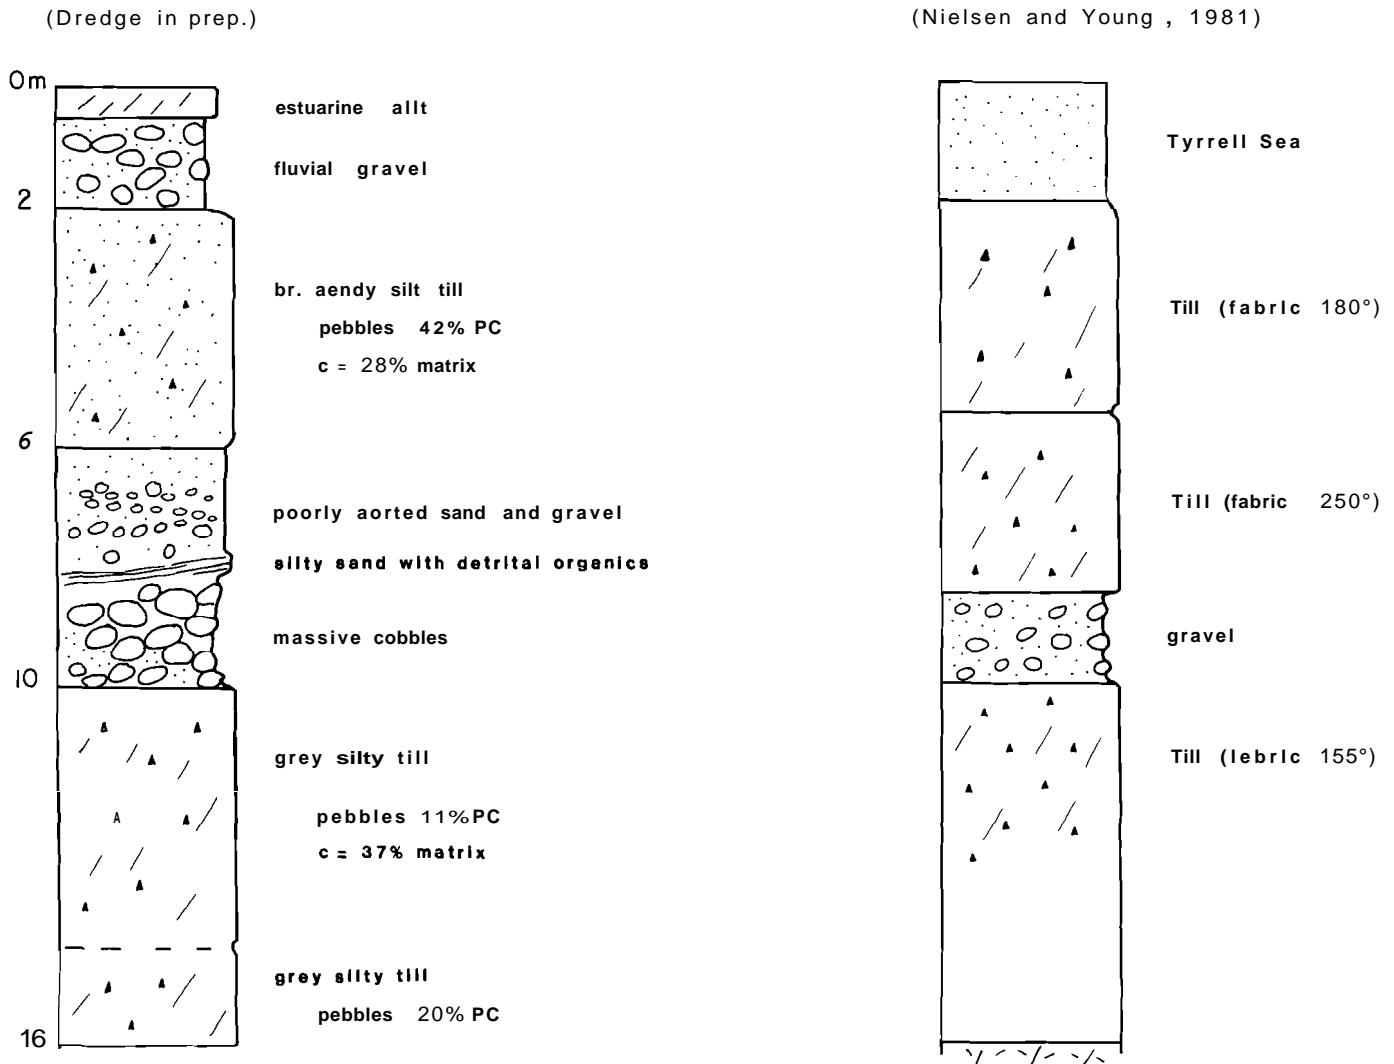 (Dredge in prep.)
0m
estuarine allt
fluvial gravel
2
br. aendy silt till
pebbles 42% PC
c = 28% matrix
6
poorly aorted sand and gravel
silty sand with detrital organics
massive cobbles
10
grey silty till
pebbles 11% PC
c = 37% matrix
grey silty till
pebbles 20% PC
16
(Nielsen and Young , 1981)
Tyrrell Sea
Till (fabrlc 180°)
Till (fabric 250°)
gravel
Till (lebrlc 155°)